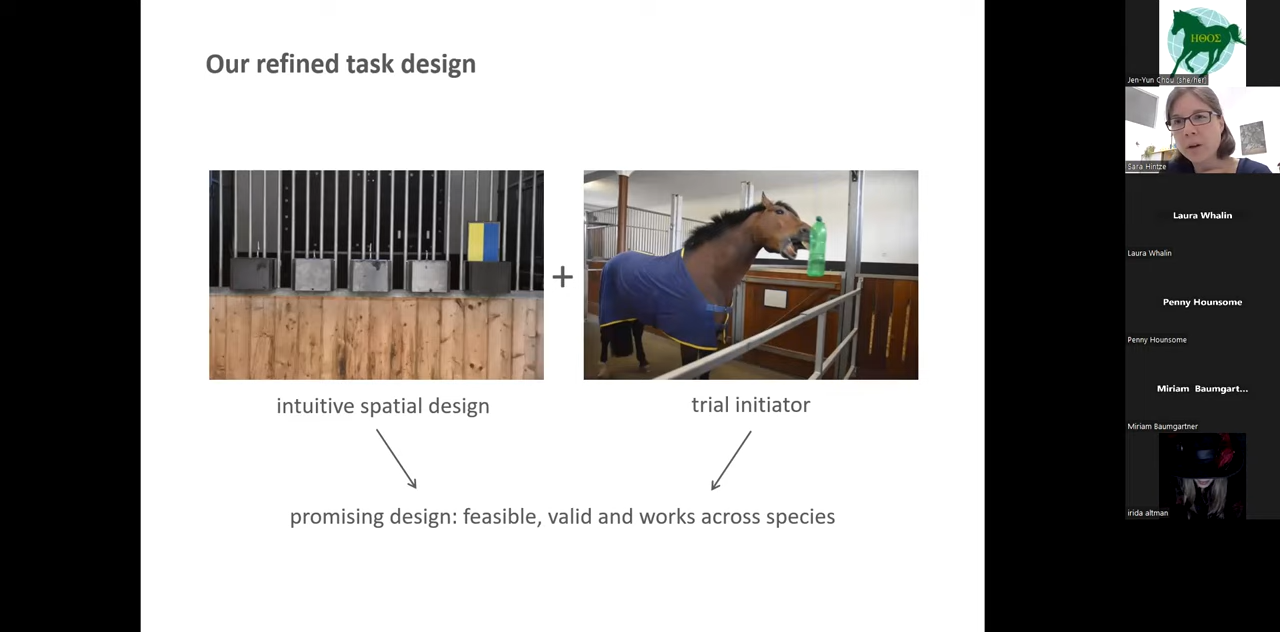 Our refined task design
+
intuitive spatial design
trial initiator
promising design: feasible, valid and works across species
ΗΘΟΣ
Jen-Yun Chou (she/her)
Sara Hintze
Laura Whalin
Laura Whalin
Penny Hounsome
Penny Hounsome
Miriam Baumgart...
Miriam Baumgartner
irida altman